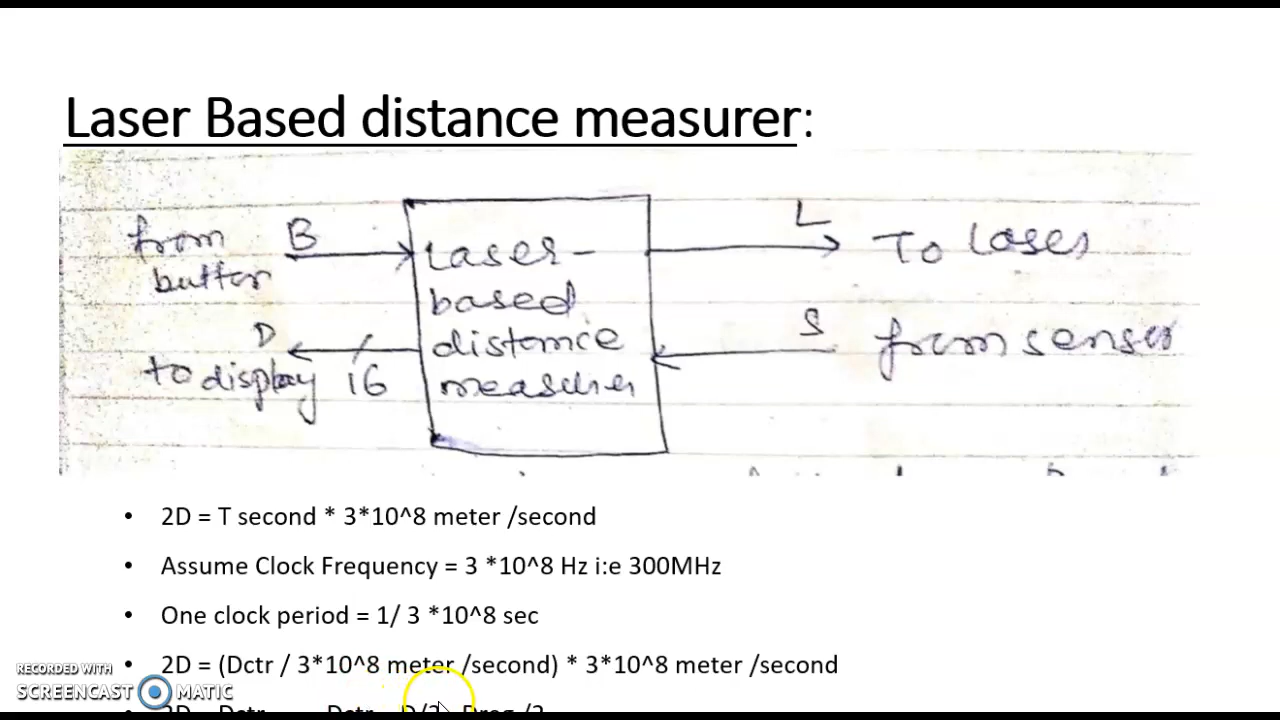 Laser Based distance measurer:
from button B
Laser-
based
distance
measurer
D
to display 16
L To laser
S from sensor
• 2D = T second * 3*10^8 meter /second
• Assume Clock Frequency = 3 *10^8 Hz i:e 300MHz
• One clock period = 1/ 3 *10^8 sec
• 2D = (Dctr / 3*10^8 meter /second) * 3*10^8 meter /second
RECORDED WITH
SCREENCAST MATIC